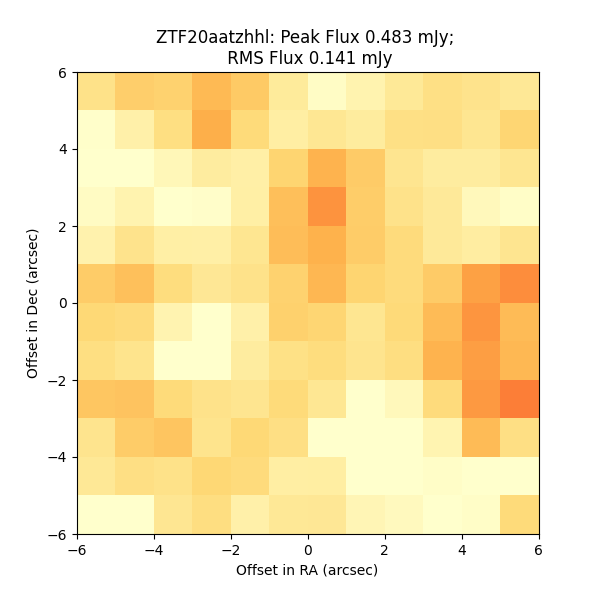 ZTF20aatzhhl: Peak Flux 0.483 mJy;
RMS Flux 0.141 mJy
6
4
2
0
−2
−4
−6
Offset in Dec (arcsec)
−6 −4 −2 0 2 4 6
Offset in RA (arcsec)